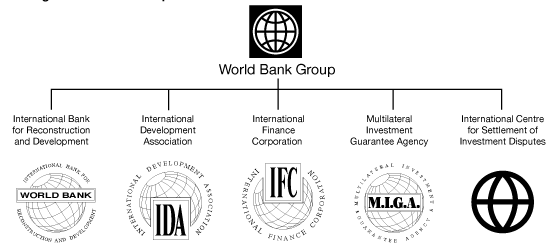 World Bank Group
International Bank
for Reconstruction
and Development
International
Development
Association
International
Finance
Corporation
Multilateral
Investment
Guarantee Agency
International Centre
for Settlement of
Investment Disputes
INTERNATIONAL BANK FOR
WORLD BANK
RECONSTRUCTION AND DEVELOPMENT
INTERNATIONAL DEVELOPMENT ASSOCIATION
IDA
IFC
INTERNATIONAL FINANCE CORPORATION
MULTILATERAL INVESTMENT
M.I.G.A.
GUARANTEE AGENCY